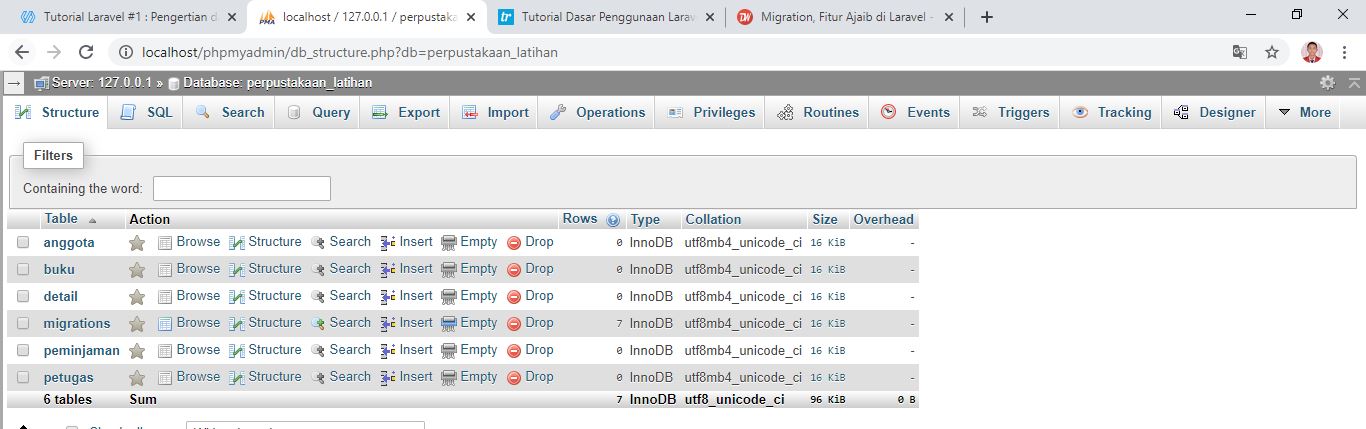 Tutorial Laravel #1 : Pengertian d
localhost / 127.0.0.1 / perpustaka
Tutorial Dasar Penggunaan Larav
Migration, Fitur Ajaib di Laravel -
localhost/phpmyadmin/db_structure.php?db=perpustakaan_latihan
Server: 127.0.0.1 » Database: perpustakaan_latihan
Structure SQL Search Query Export Import Operations Privileges Routines Events Triggers Tracking Designer More
Filters
Containing the word:
Table Action Rows Type Collation Size Overhead
anggota Browse Structure Search Insert Empty Drop 0 InnoDB utf8mb4_unicode_ci 16 KiB -
buku Browse Structure Search Insert Empty Drop 0 InnoDB utf8mb4_unicode_ci 16 KiB -
detail Browse Structure Search Insert Empty Drop 0 InnoDB utf8mb4_unicode_ci 16 KiB -
migrations Browse Structure Search Insert Empty Drop 7 InnoDB utf8mb4_unicode_ci 16 KiB -
peminjaman Browse Structure Search Insert Empty Drop 0 InnoDB utf8mb4_unicode_ci 16 KiB -
petugas Browse Structure Search Insert Empty Drop 0 InnoDB utf8mb4_unicode_ci 16 KiB -
6 tables Sum 7 InnoDB utf8_unicode_ci 96 KiB 0 B